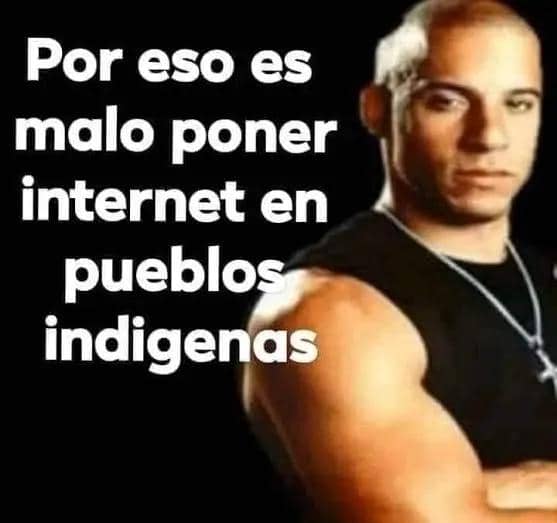 Por eso es
malo poner
internet en
pueblos
indigenas